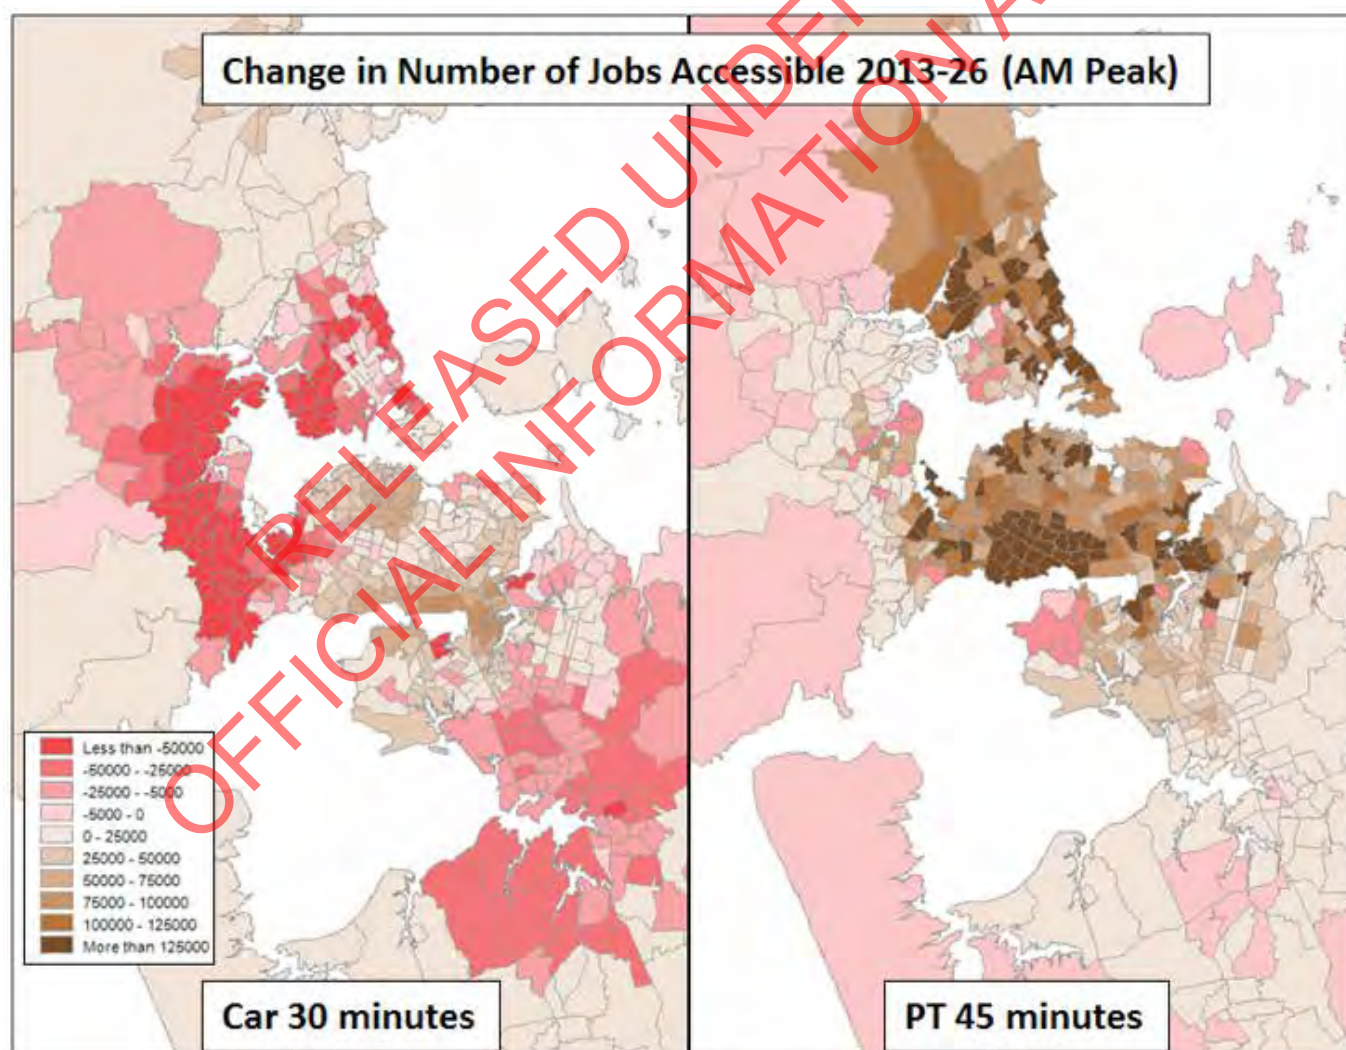 Change in Number of Jobs Accessible 2013-26 (AM Peak)
RELEASED UNDER
OFFICIAL INFORMATION A
Less than -50000
-50000 - -25000
-25000 - -5000
-5000 - 0
0 - 25000
25000 - 50000
50000 - 75000
75000 - 100000
100000 - 125000
More than 125000
Car 30 minutes
PT 45 minutes